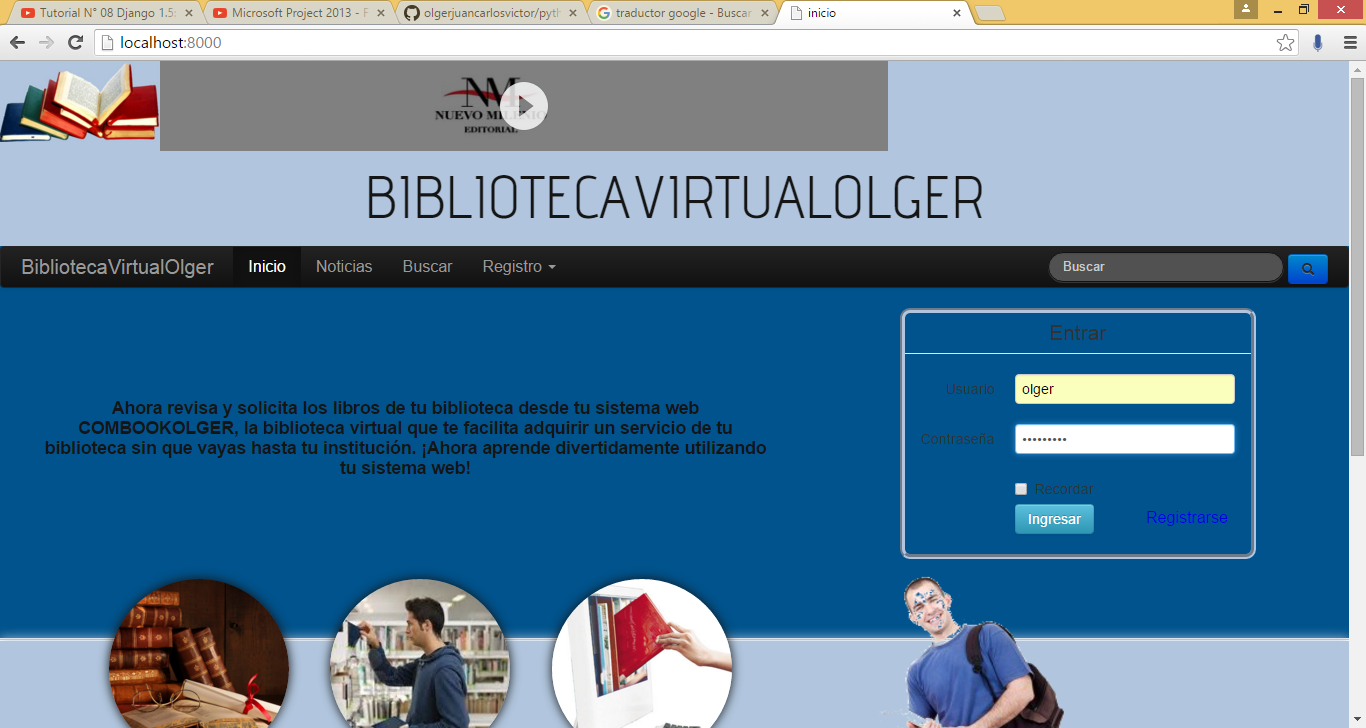 Tutorial N° 08 Django 1.5:
Microsoft Project 2013 - F
olgerjuancarlosvictor/pyth
traductor google - Buscar
inicio
localhost:8000
NM
NUEVO MILENIO
EDITORIAL
BIBLIOTECAVIRTUALOLGER
BibliotecaVirtualOlger
Inicio
Noticias
Buscar
Registro
Buscar
Entrar
Usuario
olger
Contraseña
Recordar
Ingresar
Registrarse
Ahora revisa y solicita los libros de tu biblioteca desde tu sistema web
COMBOOKOLGER, la biblioteca virtual que te facilita adquirir un servicio de tu
biblioteca sin que vayas hasta tu institución. ¡Ahora aprende divertidamente utilizando
tu sistema web!